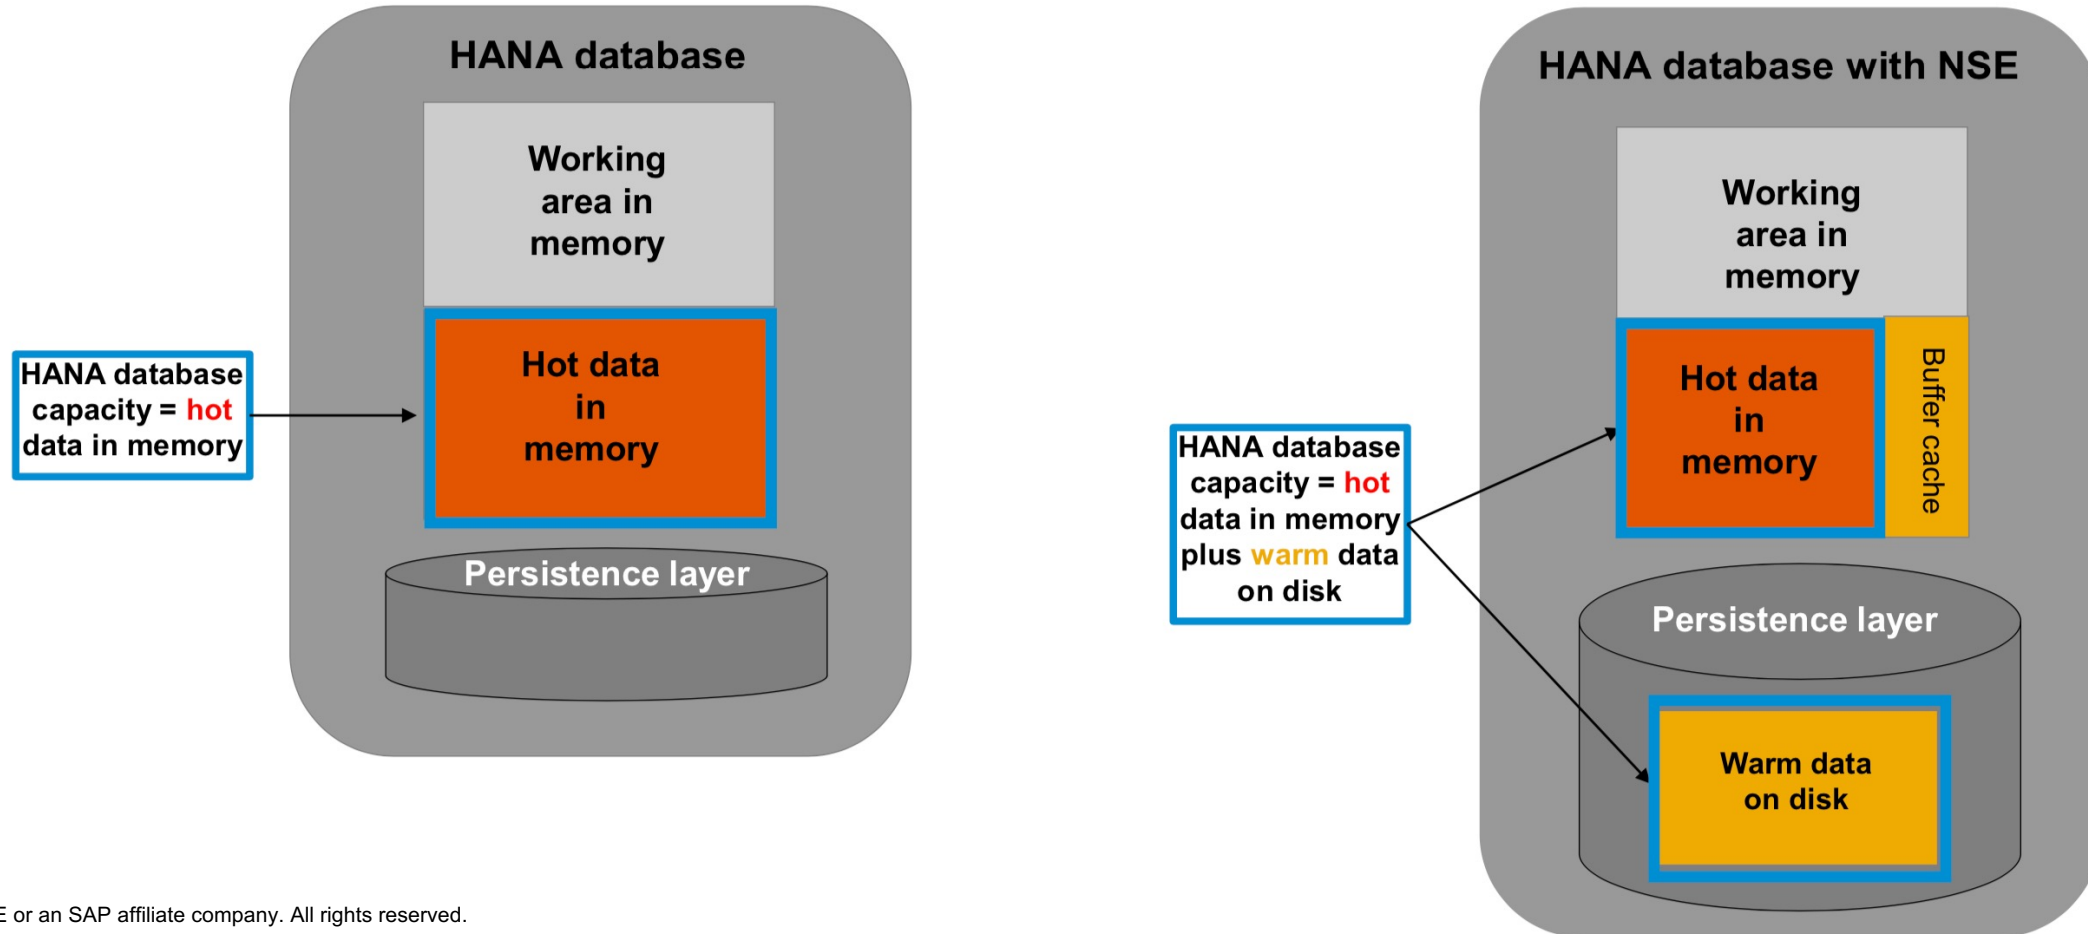 HANA database
Working
area in
memory
Hot data
in
memory
HANA database
capacity = hot
data in memory
Persistence layer
HANA database with NSE
Working
area in
memory
Hot data
in
memory
Buffer cache
HANA database
capacity = hot
data in memory
plus warm data
on disk
Persistence layer
Warm data
on disk
E or an SAP affiliate company. All rights reserved.